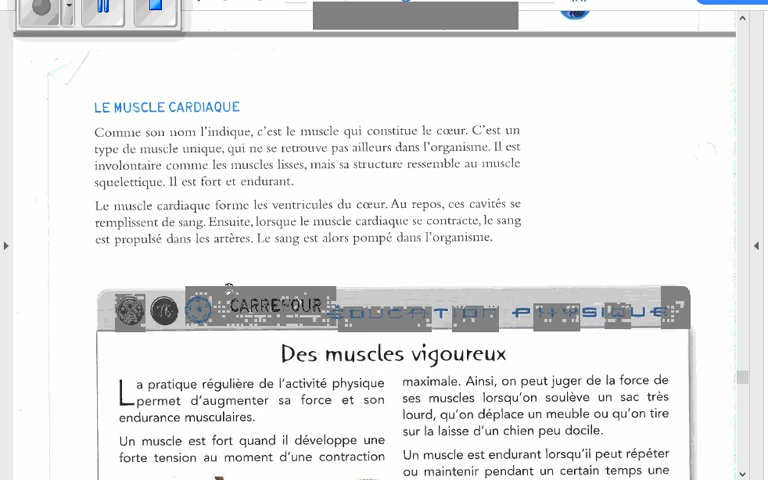 LE MUSCLE CARDIAQUE
Comme son nom l'indique, c'est le muscle qui constitue le cœur. C'est un
type de muscle unique, qui ne se retrouve pas ailleurs dans l'organisme. Il est
involontaire comme les muscles lisses, mais sa structure ressemble au muscle
squelettique. Il est fort et endurant.
Le muscle cardiaque forme les ventricules du cœur. Au repos, ces cavités se
remplissent de sang. Ensuite, lorsque le muscle cardiaque se contracte, le sang
est propulsé dans les artères. Le sang est alors pompé dans l'organisme.
CARREFOUR ÉDUCATION PHYSIQUE
Des muscles vigoureux
La pratique régulière de l'activité physique
permet d'augmenter sa force et son
endurance musculaires.
Un muscle est fort quand il développe une
forte tension au moment d'une contraction
maximale. Ainsi, on peut juger de la force de
ses muscles lorsqu'on soulève un sac très
lourd, qu'on déplace un meuble ou qu'on tire
sur la laisse d'un chien peu docile.
Un muscle est endurant lorsqu'il peut répéter
ou maintenir pendant un certain temps une